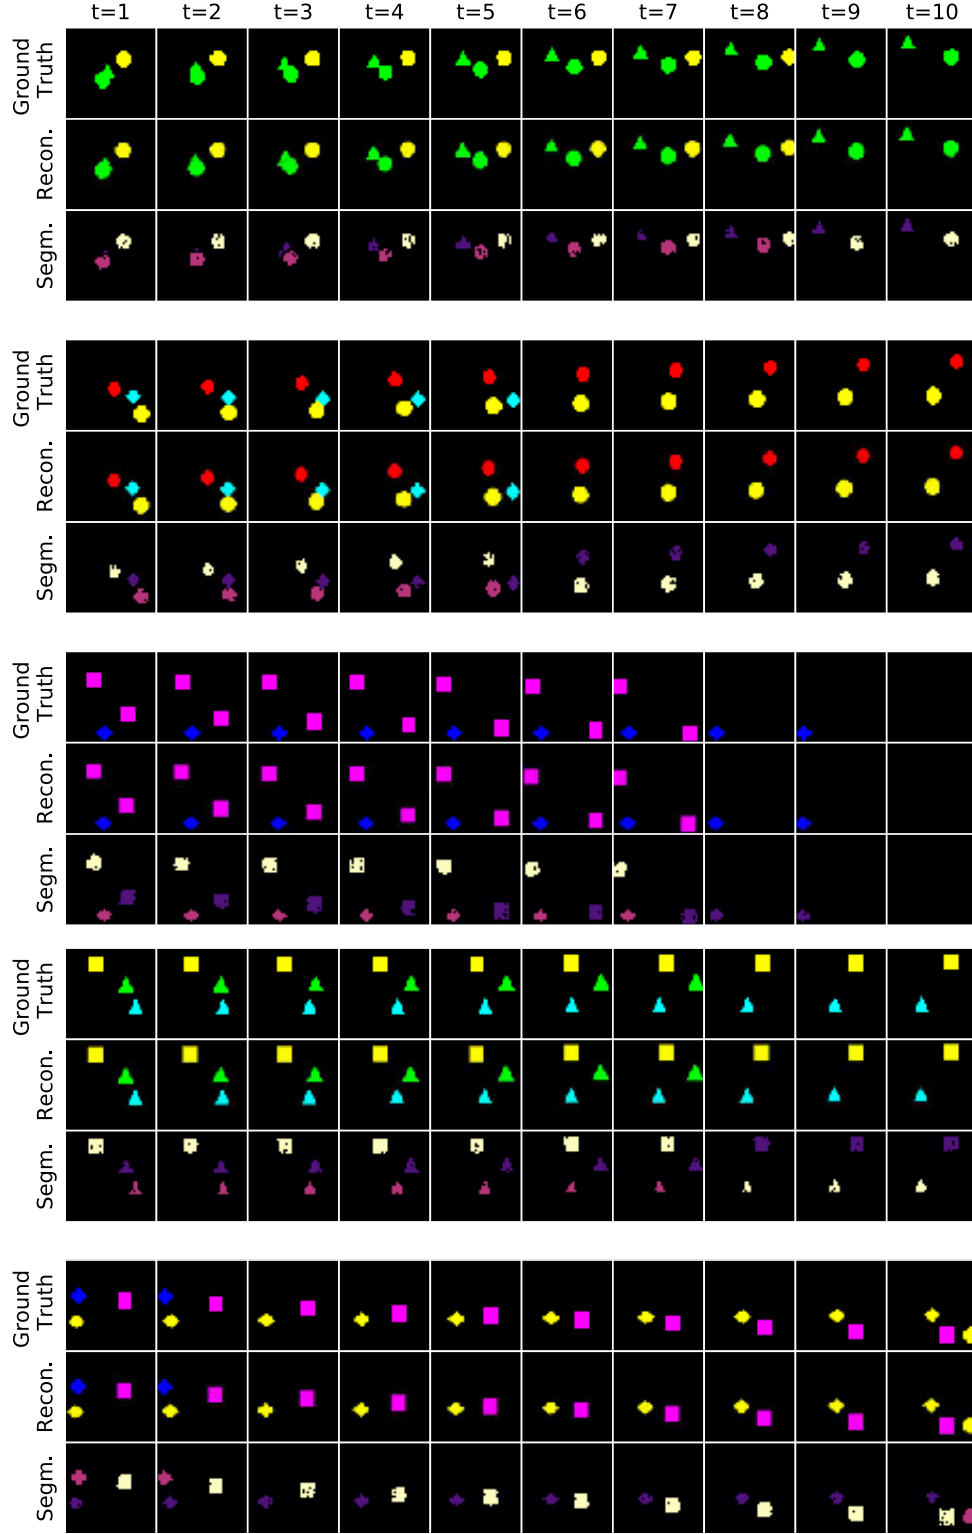 t=1 t=2 t=3 t=4 t=5 t=6 t=7 t=8 t=9 t=10
Ground
Truth
Recon.
Segm.
Ground
Truth
Recon.
Segm.
Ground
Truth
Recon.
Segm.
Ground
Truth
Recon.
Segm.
Ground
Truth
Recon.
Segm.